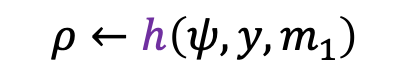 ρ ← h(ψ, y, m₁)